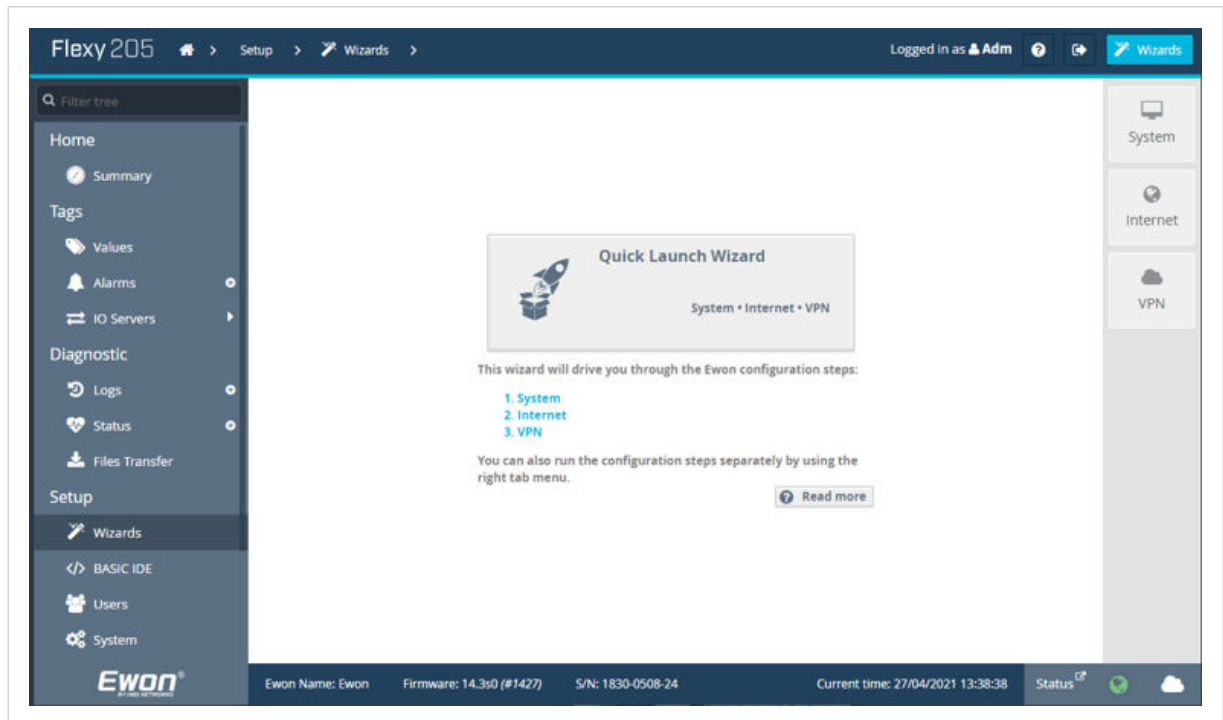 Flexy 205 > Setup > Wizards > Logged in as Adm Wizards
Filter tree
Home
Summary
Tags
Values
Alarms
IO Servers
Diagnostic
Logs
Status
Files Transfer
Setup
Wizards
</> BASIC IDE
Users
System
Ewon®
BY HMS NETWORKS
Quick Launch Wizard
System • Internet • VPN
This wizard will drive you through the Ewon configuration steps:
1. System
2. Internet
3. VPN
You can also run the configuration steps separately by using the
right tab menu.
Read more
System
Internet
VPN
Ewon Name: Ewon Firmware: 14.3s0 (#1427) S/N: 1830-0508-24 Current time: 27/04/2021 13:38:38 Status